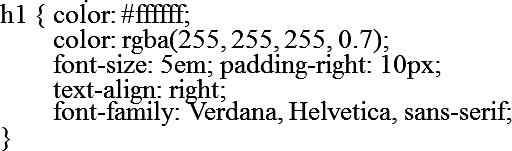 h1 { color: #ffffff;
color: rgba(255, 255, 255, 0.7);
font-size: 5em; padding-right: 10px;
text-align: right;
font-family: Verdana, Helvetica, sans-serif;
}